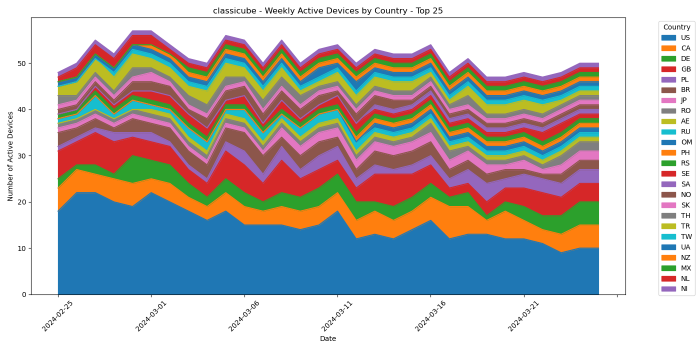 classicube - Weekly Active Devices by Country - Top 25
Number of Active Devices
50
40
30
20
10
0
2024-02-25
2024-03-01
2024-03-06
2024-03-11
2024-03-16
2024-03-21
Date
Country
US
CA
DE
GB
PL
BR
JP
RO
AE
RU
OM
PH
RS
SE
SA
NO
SK
TH
TR
TW
UA
NZ
MX
NL
NI